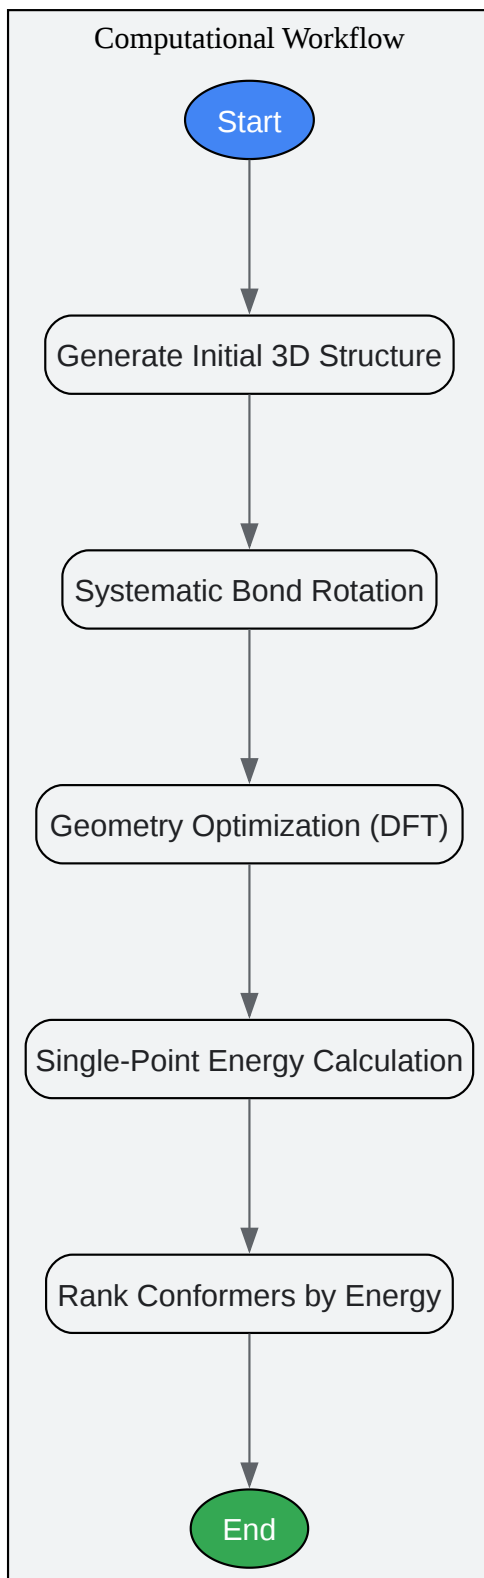 Computational Workflow
Start
Generate Initial 3D Structure
Systematic Bond Rotation
Geometry Optimization (DFT)
Single-Point Energy Calculation
Rank Conformers by Energy
End